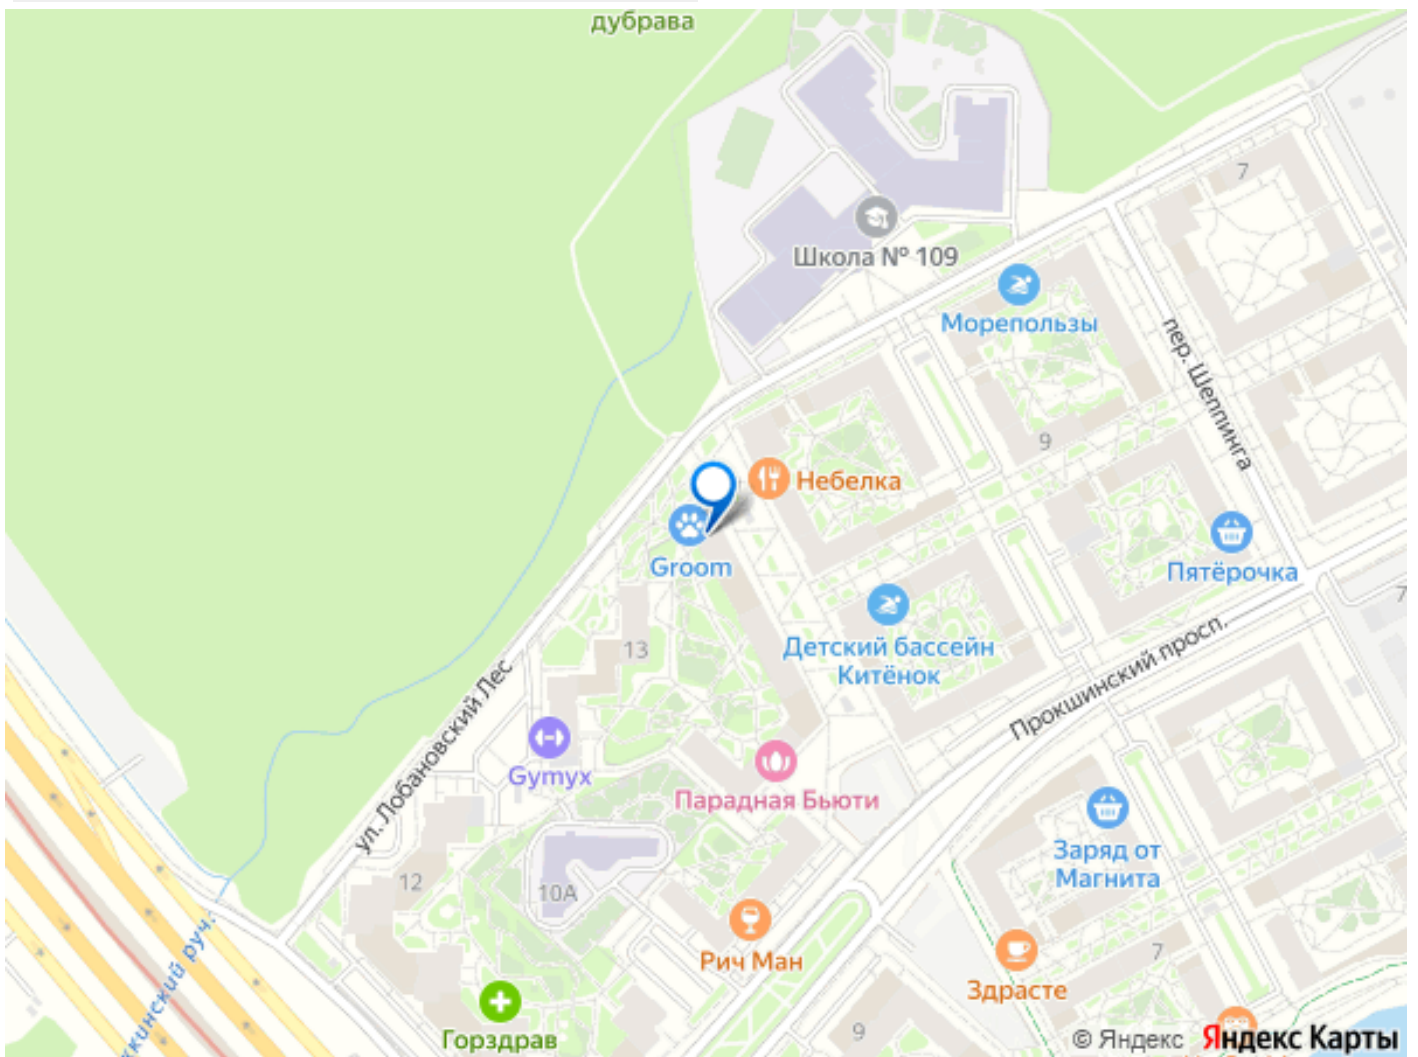 дубрава
7
Школа № 109
Морепользы
пер. Шеппинга
9
Небелка
Groom
Пятёрочка
7
13
Детский бассейн
Китёнок
Прокшинский просп.
ул. Лобановский Лес
Gymyx
Парадная Бьюти
Заряд от
Магнита
12
10А
Рич Ман
7
Здрасте
Горздрав
9
© Яндекс Яндекс Карты